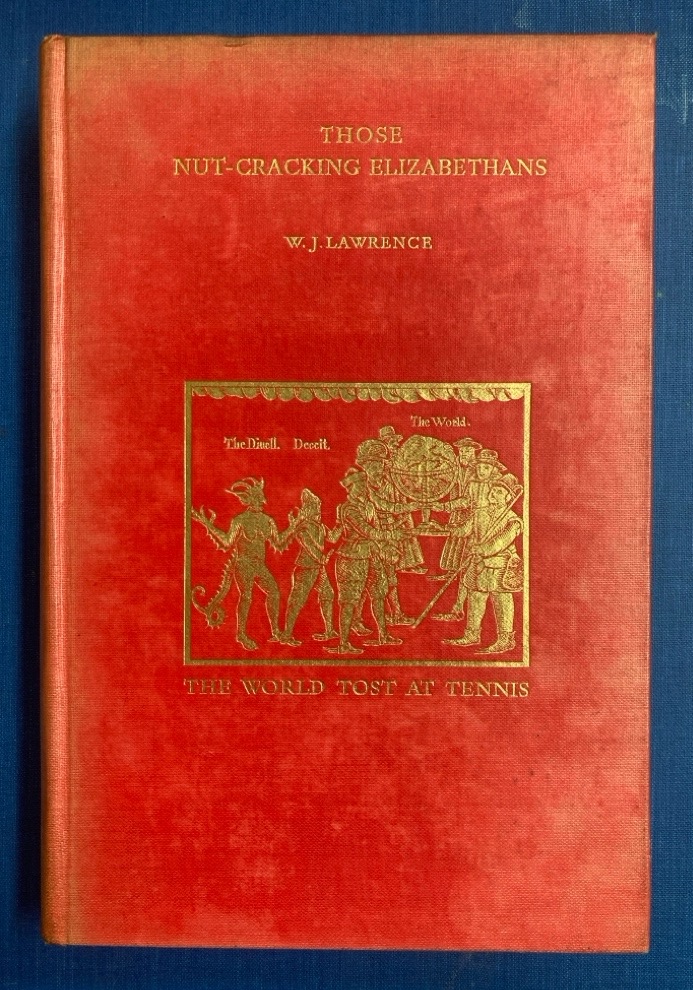 THOSE
NUT-CRACKING ELIZABETHANS
W. J. LAWRENCE
The World.
The Diuell. Deceit.
THE WORLD TOST AT TENNIS